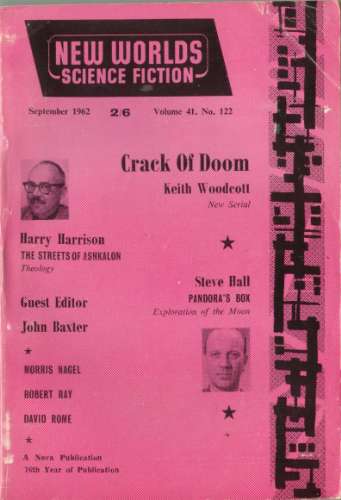 NEW WORLDS
SCIENCE FICTION
September 1962 2/6 Volume 41, No. 122
Crack Of Doom
Keith Woodcott
New Serial
Harry Harrison
THE STREETS OF ASHKALON
Theology
Steve Hall
PANDORA'S BOX
Exploration of the Moon
Guest Editor
John Baxter
MORRIS NAGEL
ROBERT RAY
DAVID ROME
A Nova Publication
16th Year of Publication